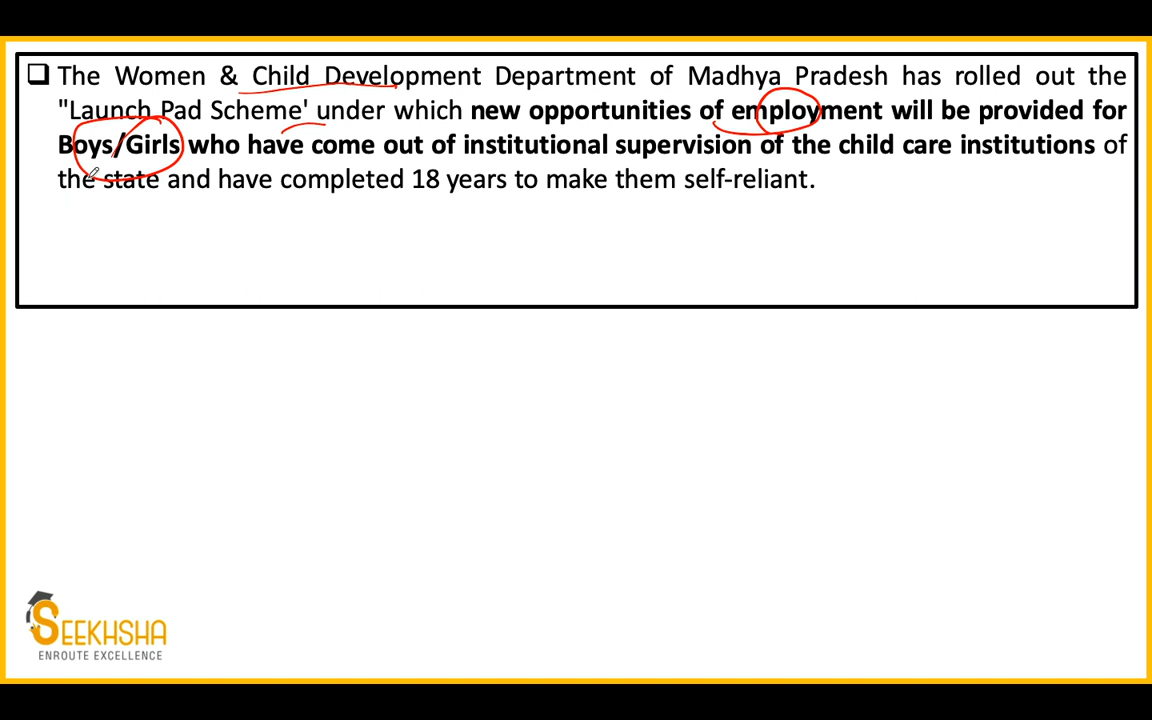 The Women & Child Development Department of Madhya Pradesh has rolled out the
"Launch Pad Scheme' under which new opportunities of employment will be provided for
Boys/Girls who have come out of institutional supervision of the child care institutions of
the state and have completed 18 years to make them self-reliant.
SEEKHSHA
ENROUTE EXCELLENCE